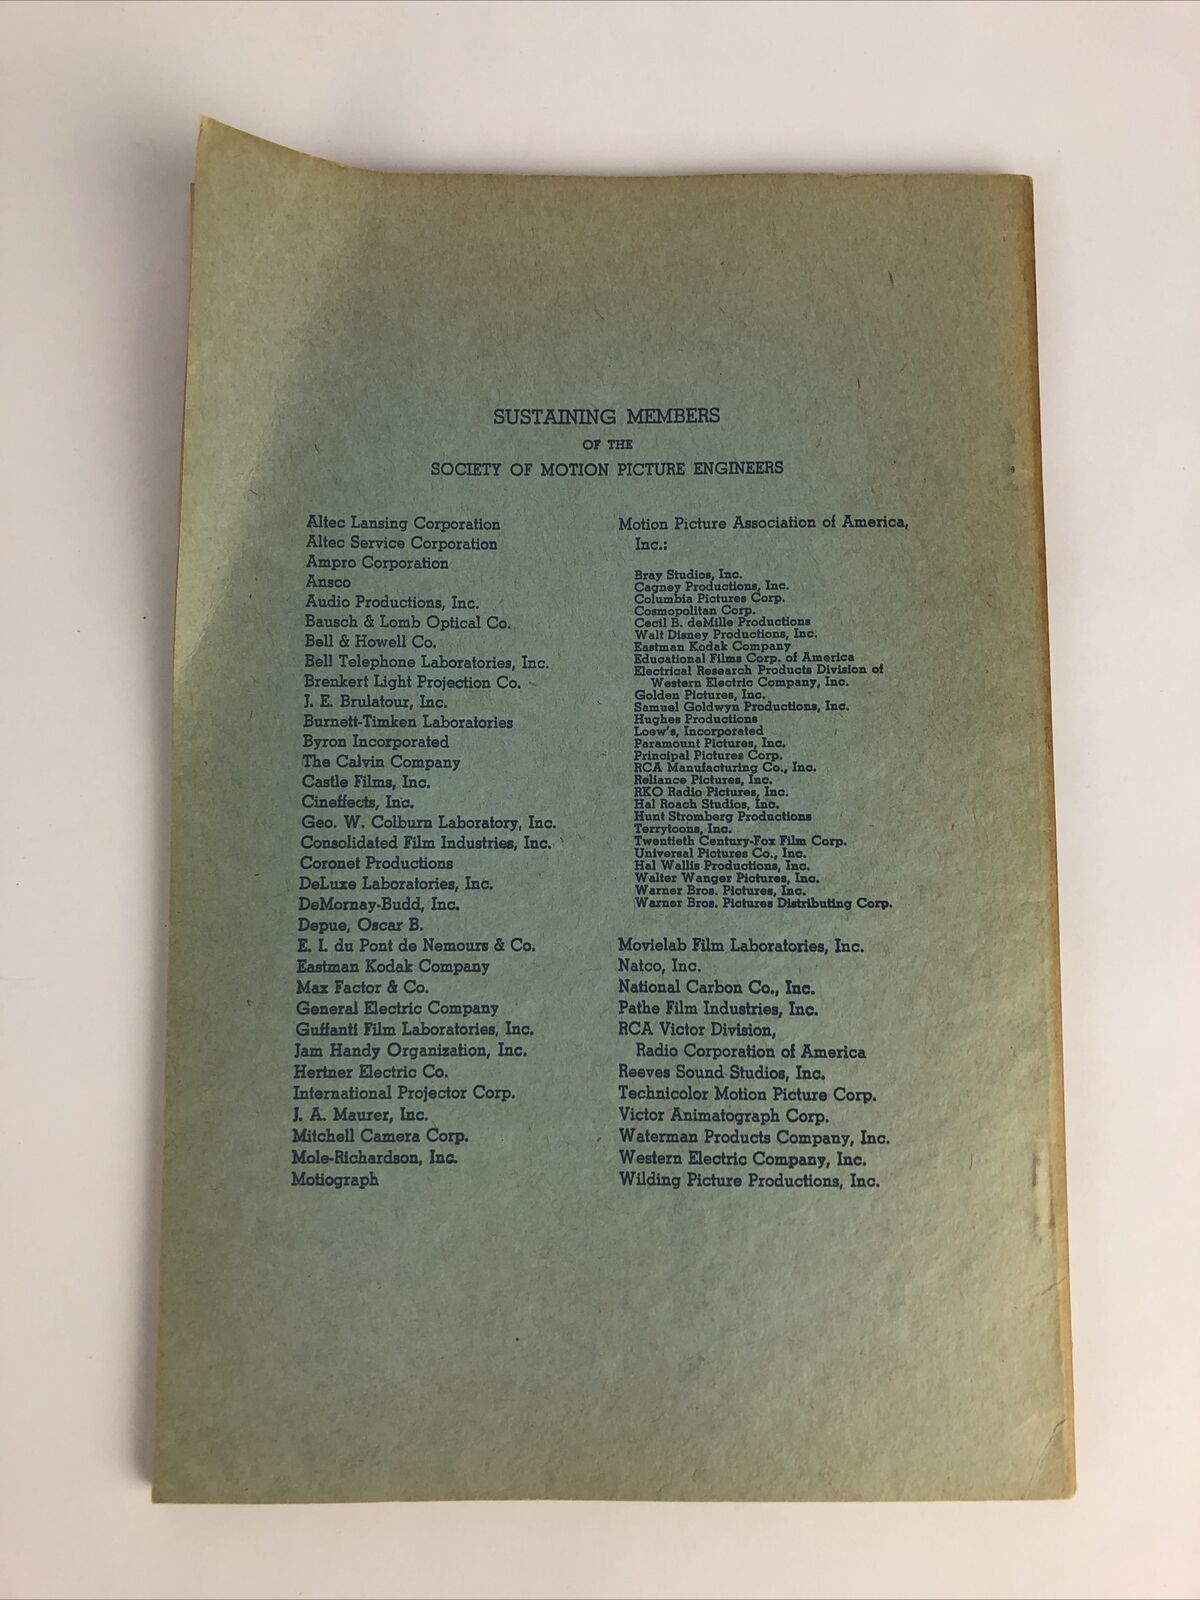 SUSTAINING MEMBERS
OF THE
SOCIETY OF MOTION PICTURE ENGINEERS
Altec Lansing Corporation
Altec Service Corporation
Ampro Corporation
Ansco
Audio Productions, Inc.
Bausch & Lomb Optical Co.
Bell & Howell Co.
Bell Telephone Laboratories, Inc.
Brenkert Light Projection Co.
J. E. Brulatour, Inc.
Burnett-Timken Laboratories
Byron Incorporated
The Calvin Company
Castle Films, Inc.
Cineffects, Inc.
Geo. W. Colburn Laboratory, Inc.
Consolidated Film Industries, Inc.
Coronet Productions
DeLuxe Laboratories, Inc.
DeMornay-Budd, Inc.
Depue, Oscar B.
E. I. du Pont de Nemours & Co.
Eastman Kodak Company
Max Factor & Co.
General Electric Company
Guffanti Film Laboratories, Inc.
Jam Handy Organization, Inc.
Hertner Electric Co.
International Projector Corp.
J. A. Maurer, Inc.
Mitchell Camera Corp.
Mole-Richardson, Inc.
Motiograph
Motion Picture Association of America,
Inc.:
Bray Studios, Inc.
Cagney Productions, Inc.
Columbia Pictures Corp.
Cosmopolitan Corp.
Cecil B. deMille Productions
Walt Disney Productions, Inc.
Eastman Kodak Company
Educational Films Corp. of America
Electrical Research Products Division of
Western Electric Company, Inc.
Golden Pictures, Inc.
Samuel Goldwyn Productions, Inc.
Hughes Productions
Loew's, Incorporated
Paramount Pictures, Inc.
Principal Pictures Corp.
RCA Manufacturing Co., Inc.
Reliance Pictures, Inc.
RKO Radio Pictures, Inc.
Hal Roach Studios, Inc.
Hunt Stromberg Productions
Terrytoons, Inc.
Twentieth Century-Fox Film Corp.
Universal Pictures Co., Inc.
Hal Wallis Productions, Inc.
Walter Wanger Pictures, Inc.
Warner Bros. Pictures, Inc.
Warner Bros. Pictures Distributing Corp.
Movielab Film Laboratories, Inc.
Natco, Inc.
National Carbon Co., Inc.
Pathe Film Industries, Inc.
RCA Victor Division,
Radio Corporation of America
Reeves Sound Studios, Inc.
Technicolor Motion Picture Corp.
Victor Animatograph Corp.
Waterman Products Company, Inc.
Western Electric Company, Inc.
Wilding Picture Productions, Inc.